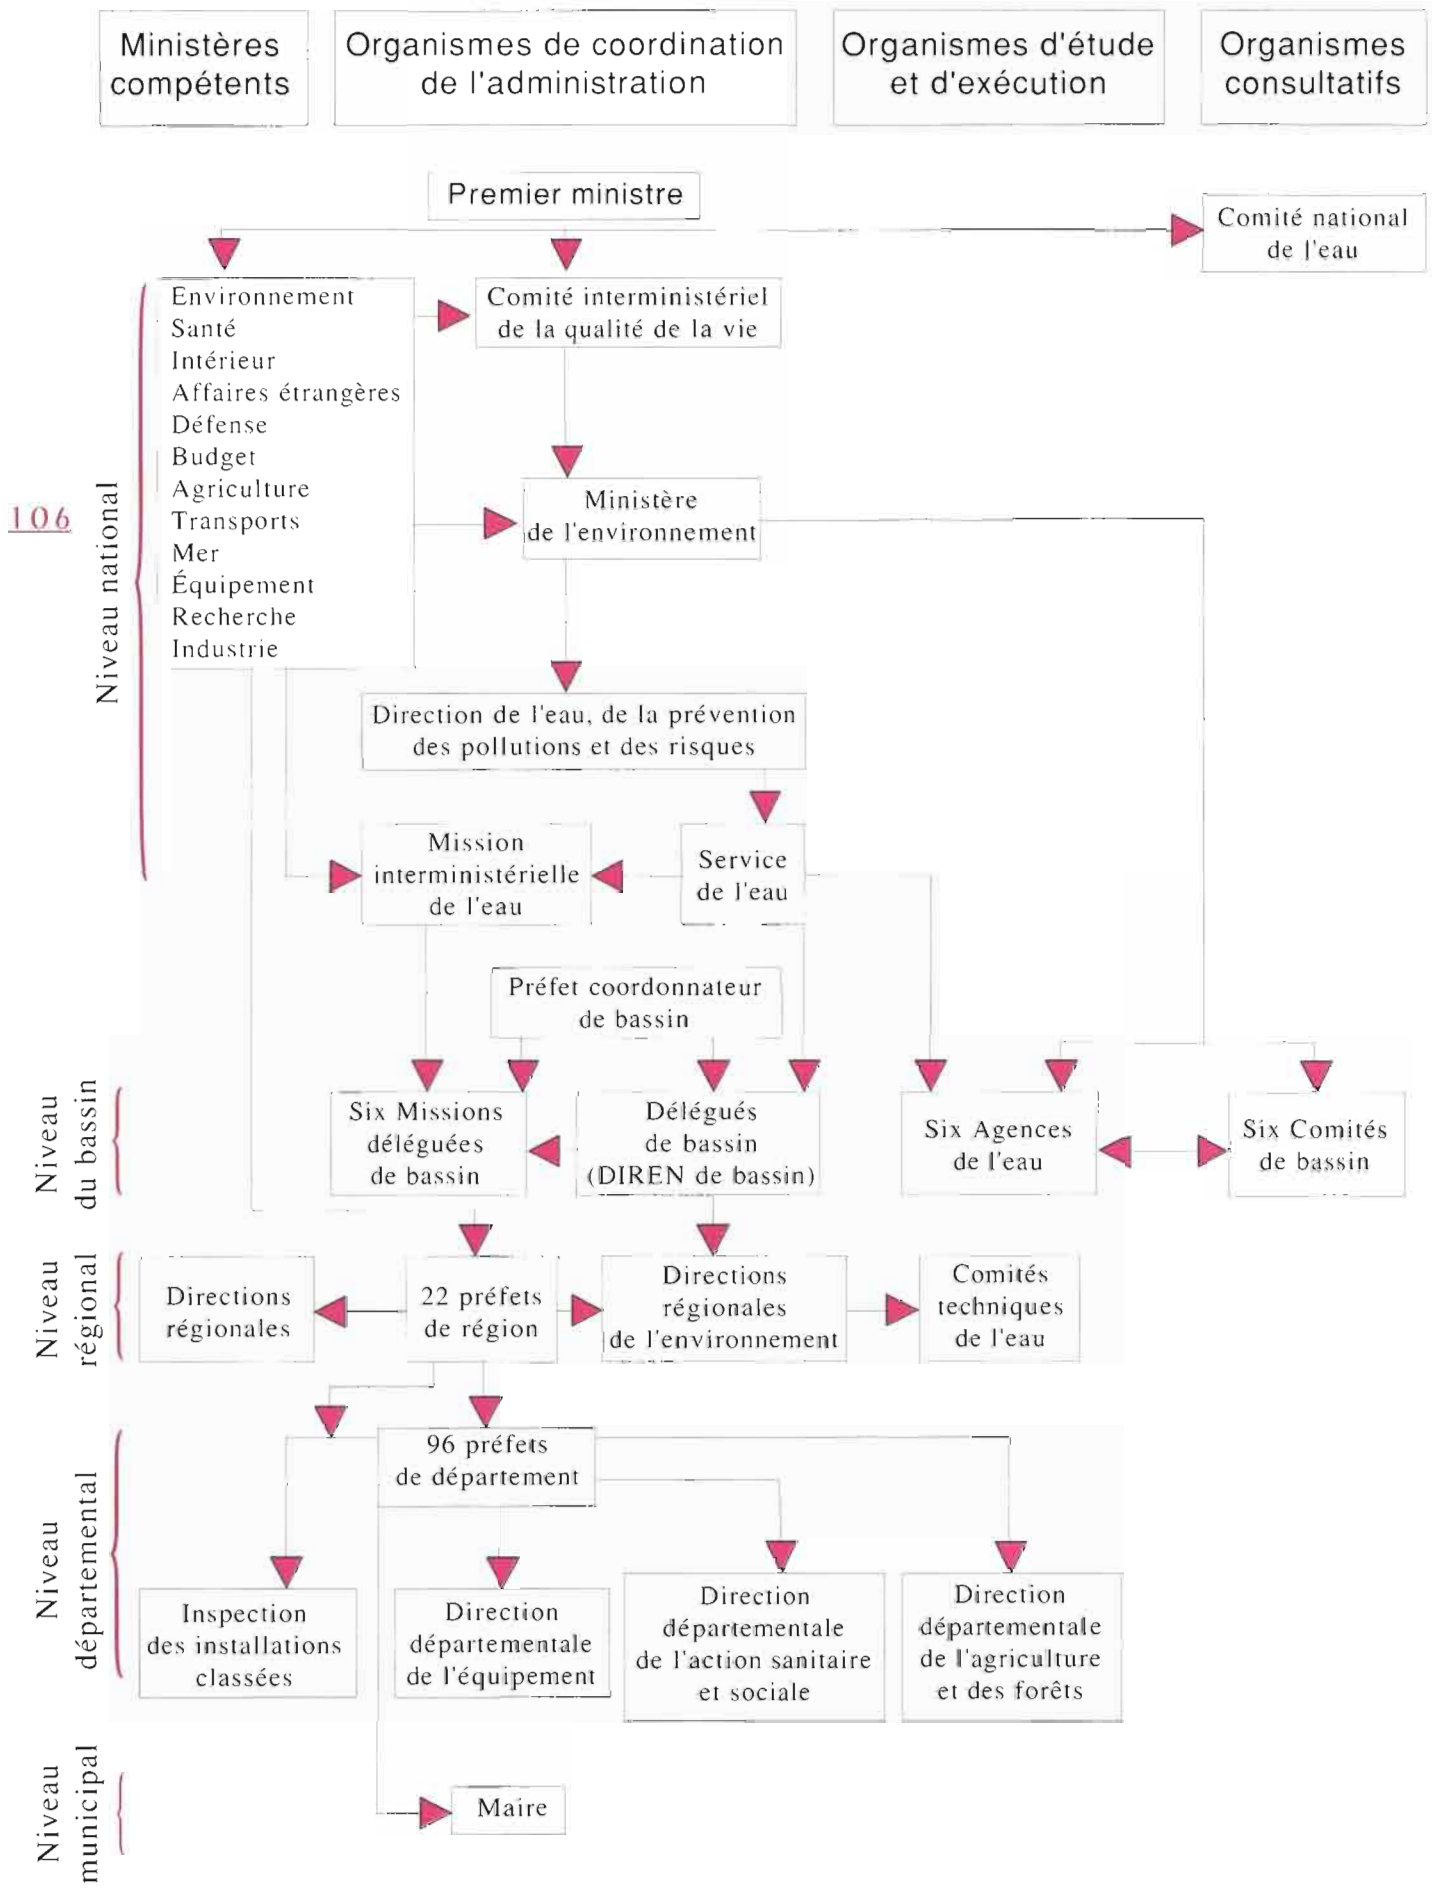 Ministères
compétents
Organismes de coordination
de l'administration
Organismes d'étude
et d'exécution
Organismes
consultatifs
Premier ministre
Comité national
de l'eau
Niveau national
Environnement
Santé
Intérieur
Affaires étrangères
Défense
Budget
Agriculture
Transports
Mer
Équipement
Recherche
Industrie
Comité interministériel
de la qualité de la vie
106
Ministère
de l'environnement
Direction de l'eau, de la prévention
des pollutions et des risques
Mission
interministérielle
de l'eau
Service
de l'eau
Préfet coordonnateur
de bassin
Niveau
du bassin
Six Missions
déléguées
de bassin
Délégués
de bassin
(DIREN de bassin)
Six Agences
de l'eau
Six Comités
de bassin
Niveau
régional
Directions
régionales
22 préfets
de région
Directions
régionales
de l'environnement
Comités
techniques
de l'eau
Niveau
départemental
96 préfets
de département
Inspection
des installations
classées
Direction
départementale
de l'équipement
Direction
départementale
de l'action sanitaire
et sociale
Direction
départementale
de l'agriculture
et des forêts
Niveau
municipal
Maire